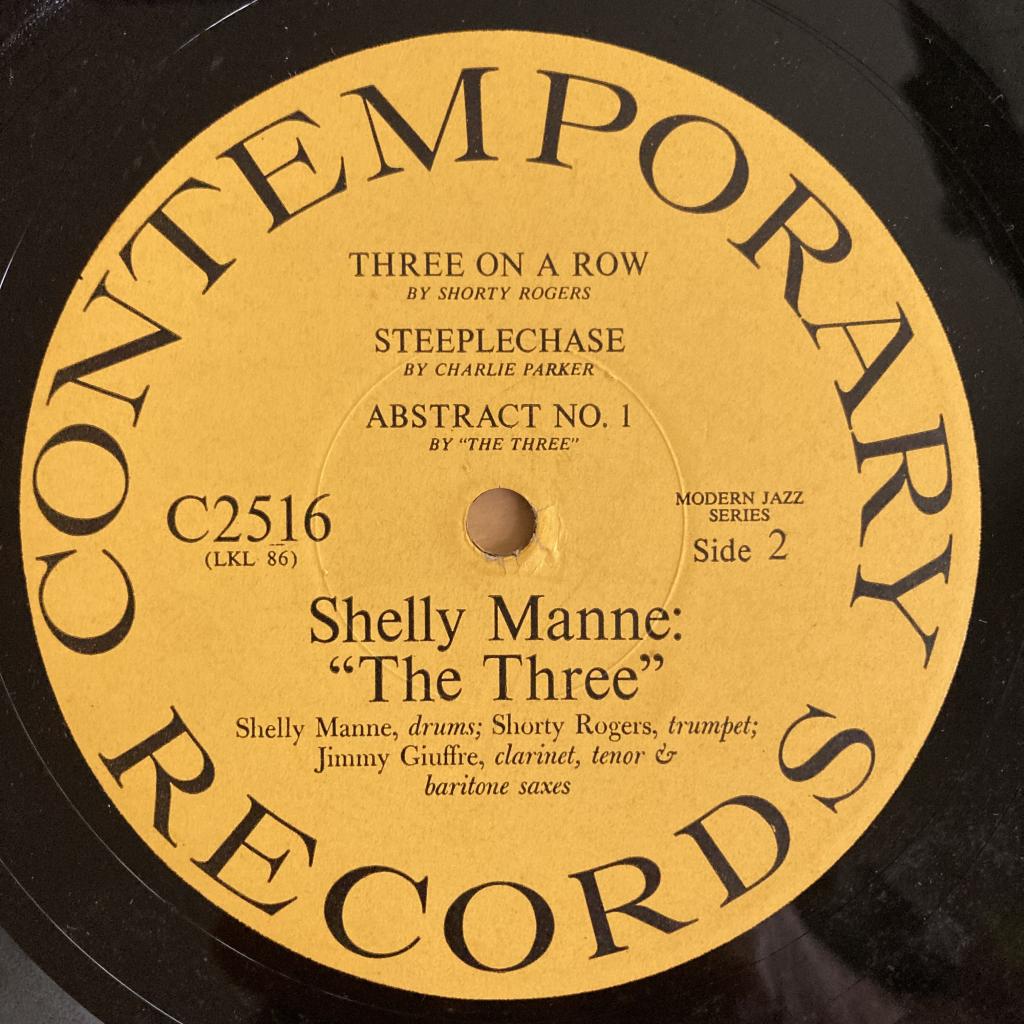 CONTEMPORARY
THREE ON A ROW
BY SHORTY ROGERS
STEEPLECHASE
BY CHARLIE PARKER
ABSTRACT NO. 1
BY "THE THREE"
C2516
(LKL 86)
MODERN JAZZ
SERIES
Side 2
Shelly Manne:
“The Three”
Shelly Manne, drums; Shorty Rogers, trumpet;
Jimmy Giuffre, clarinet, tenor &
baritone saxes
RECORDS